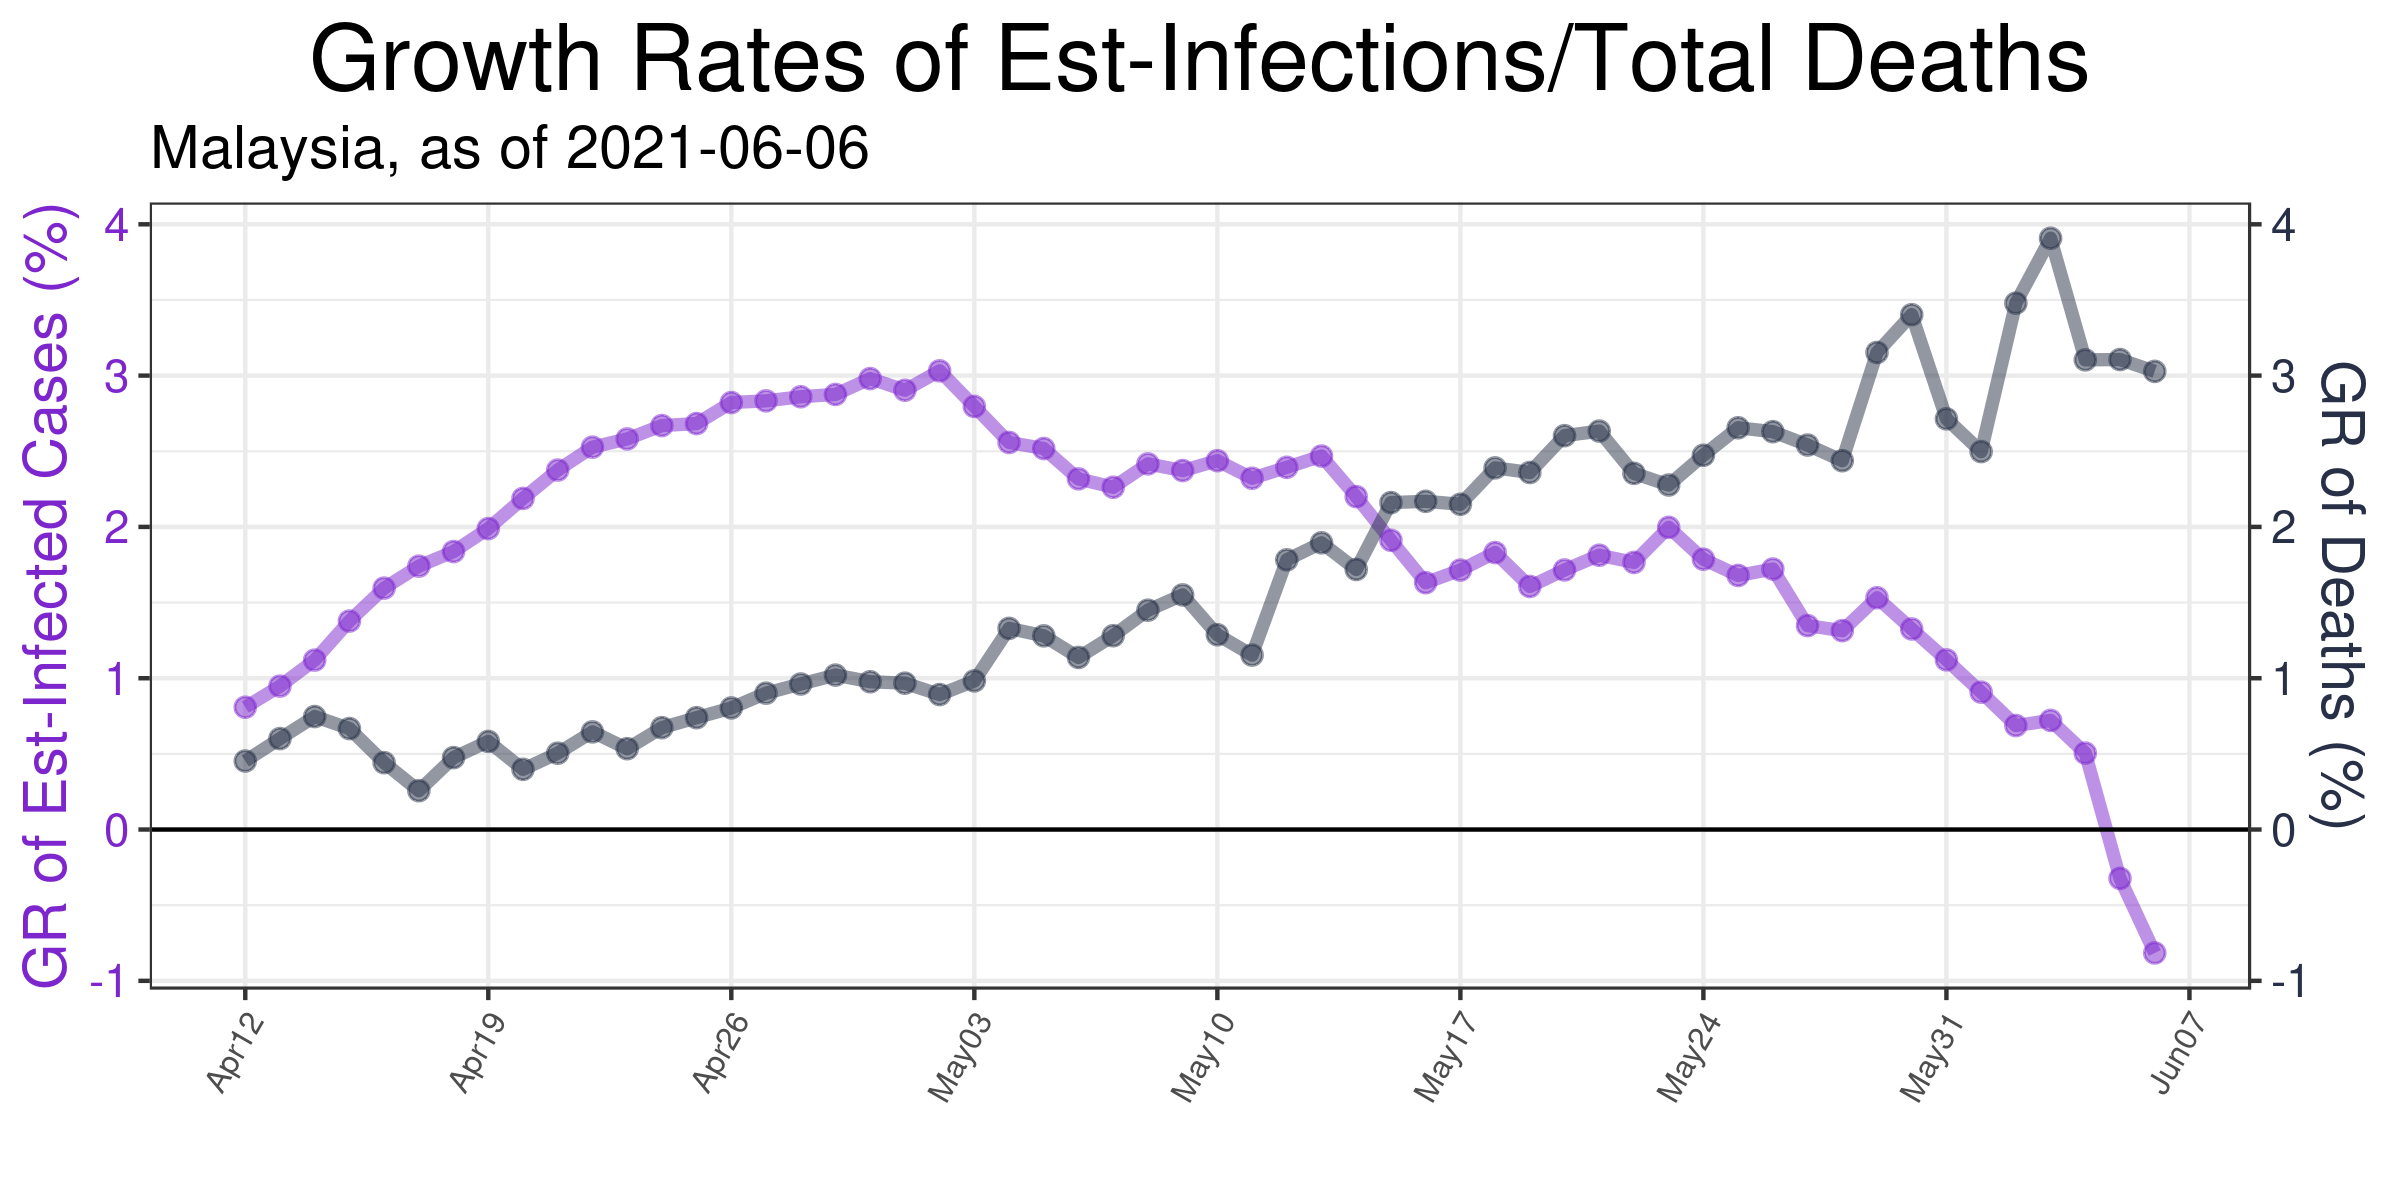 Growth Rates of Est-Infections/Total Deaths
Malaysia, as of 2021-06-06
GR of Est-Infected Cases (%)
4
3
2
1
0
-1
4
3
2
1
0
-1
GR of Deaths (%)
Apr12
Apr19
Apr26
May03
May10
May17
May24
May31
Jun07